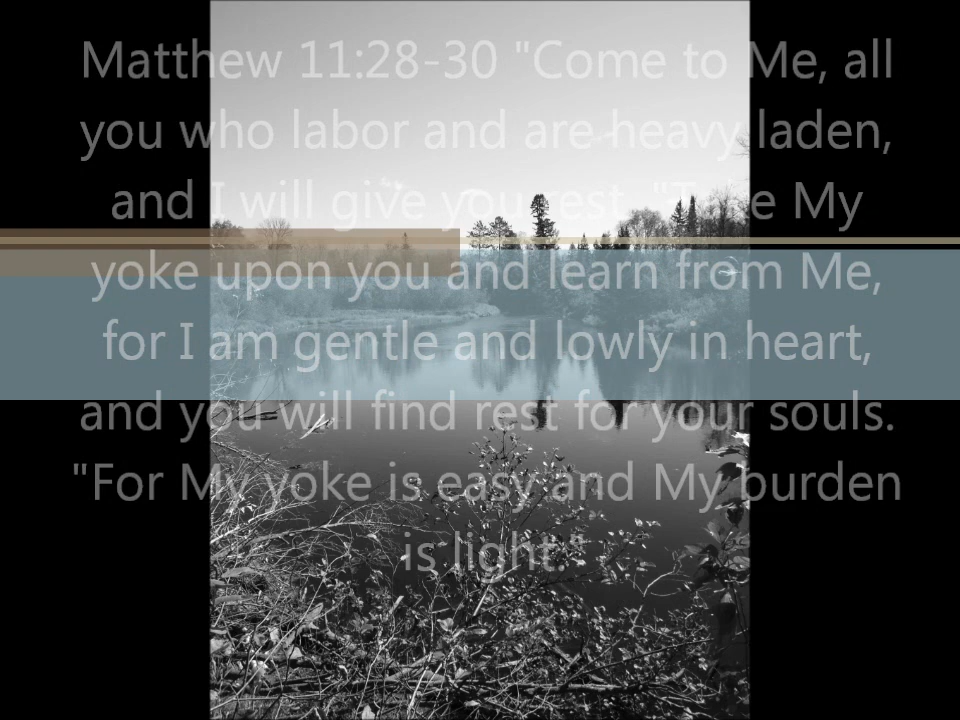 Matthew 11:28-30 "Come to Me, all
you who labor and are heavy laden,
and I will give you rest. "Take My
yoke upon you and learn from Me,
for I am gentle and lowly in heart,
and you will find rest for your souls.
"For My yoke is easy and My burden
is light."